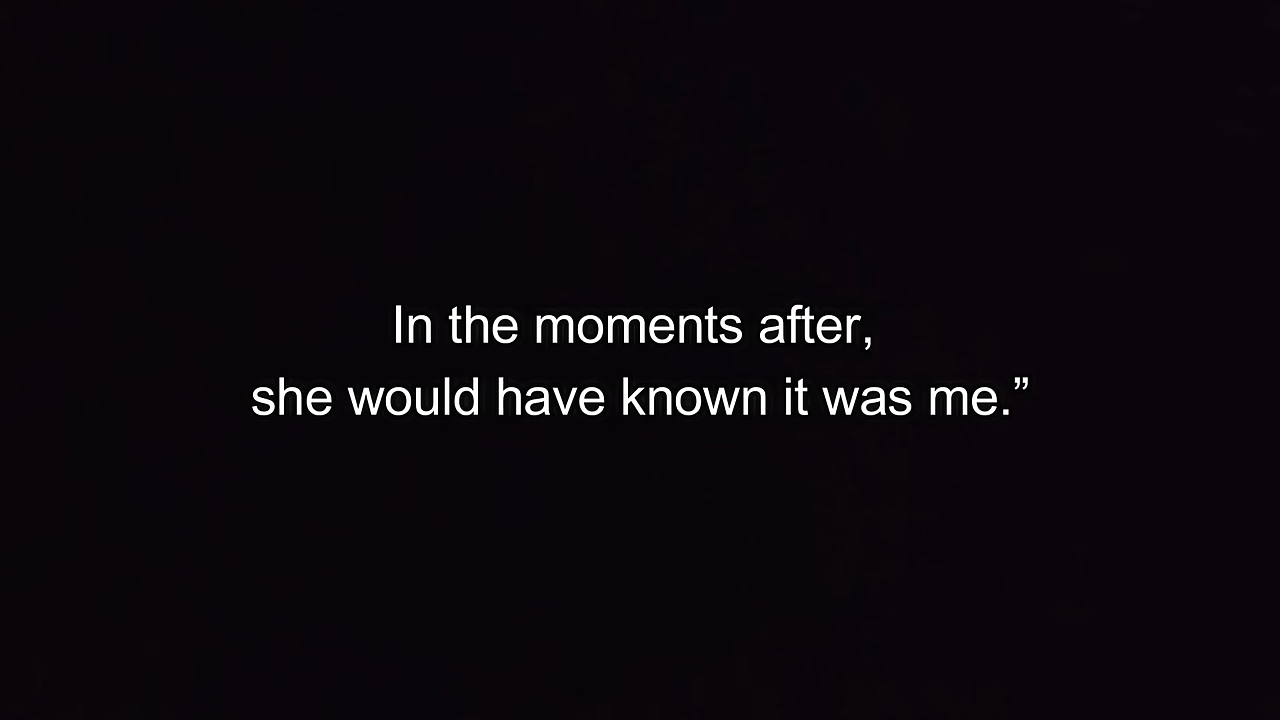 In the moments after,
she would have known it was me.”